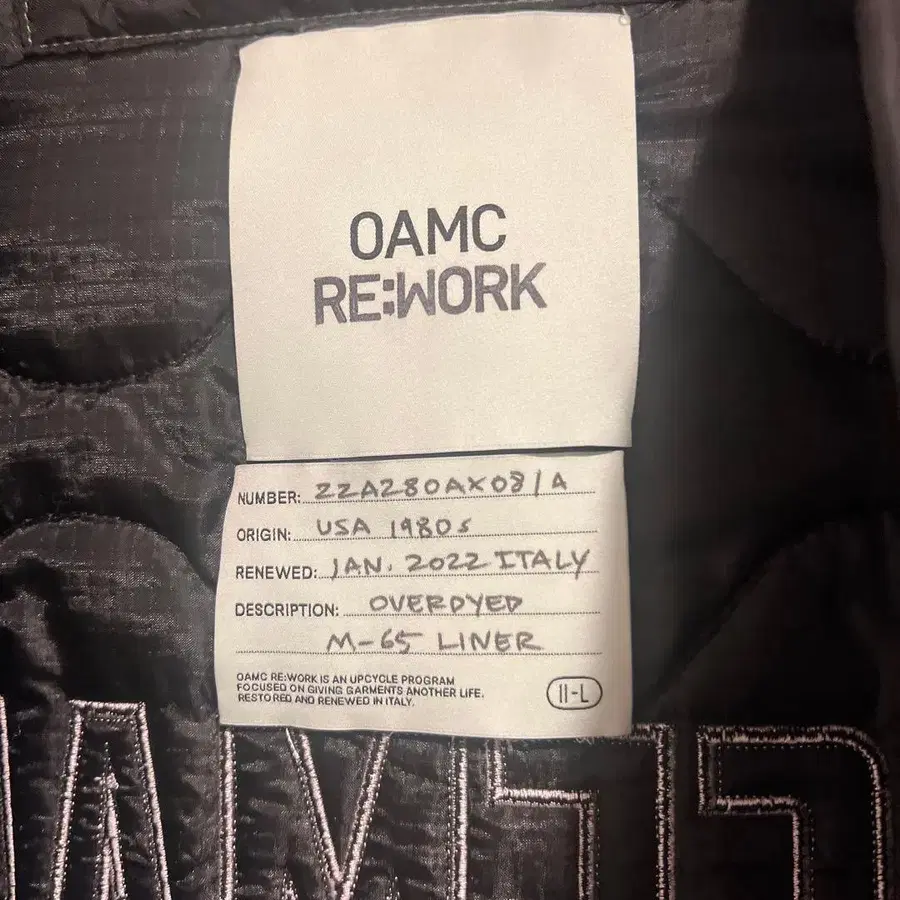 OAMC
RE:WORK
NUMBER: 22A280AX08/A
ORIGIN: USA 1980s
RENEWED: JAN. 2022 ITALY
DESCRIPTION: OVERDYED
M-65 LINER
OAMC RE:WORK IS AN UPCYCLE PROGRAM
FOCUSED ON GIVING GARMENTS ANOTHER LIFE.
RESTORED AND RENEWED IN ITALY.
II-L